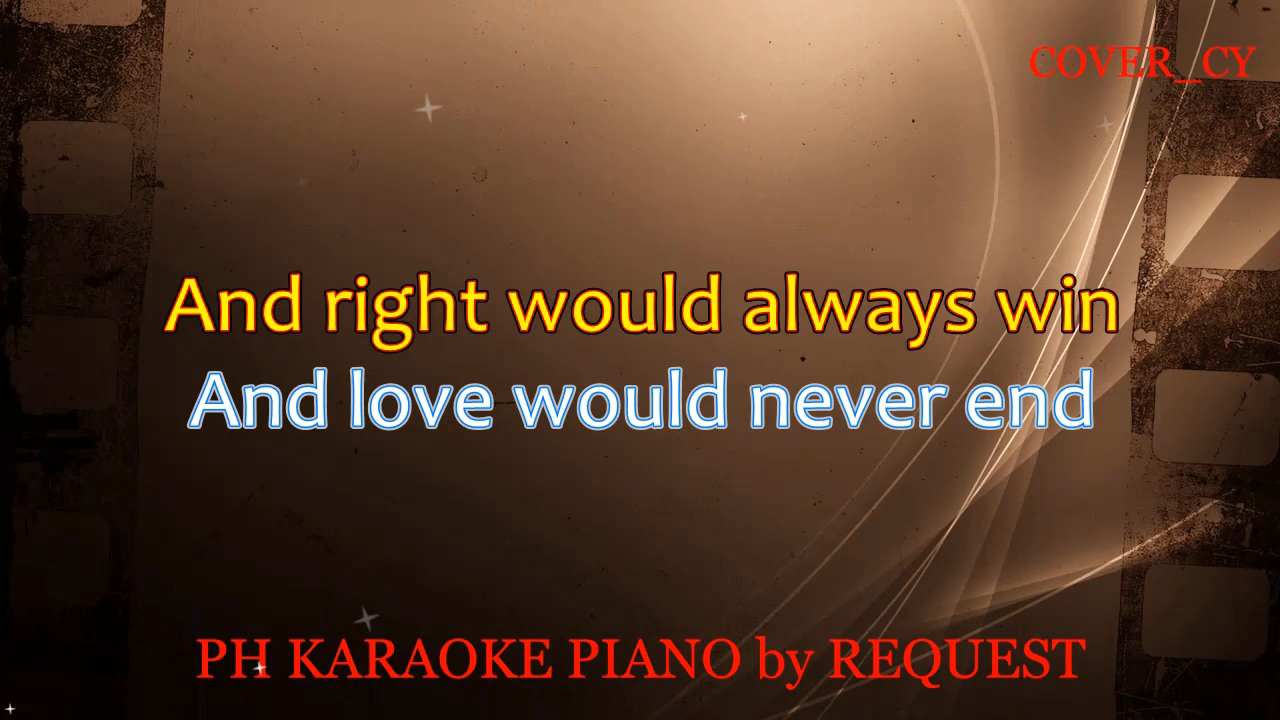 COVER_CY
And right would always win
And love would never end
PH KARAOKE PIANO by REQUEST